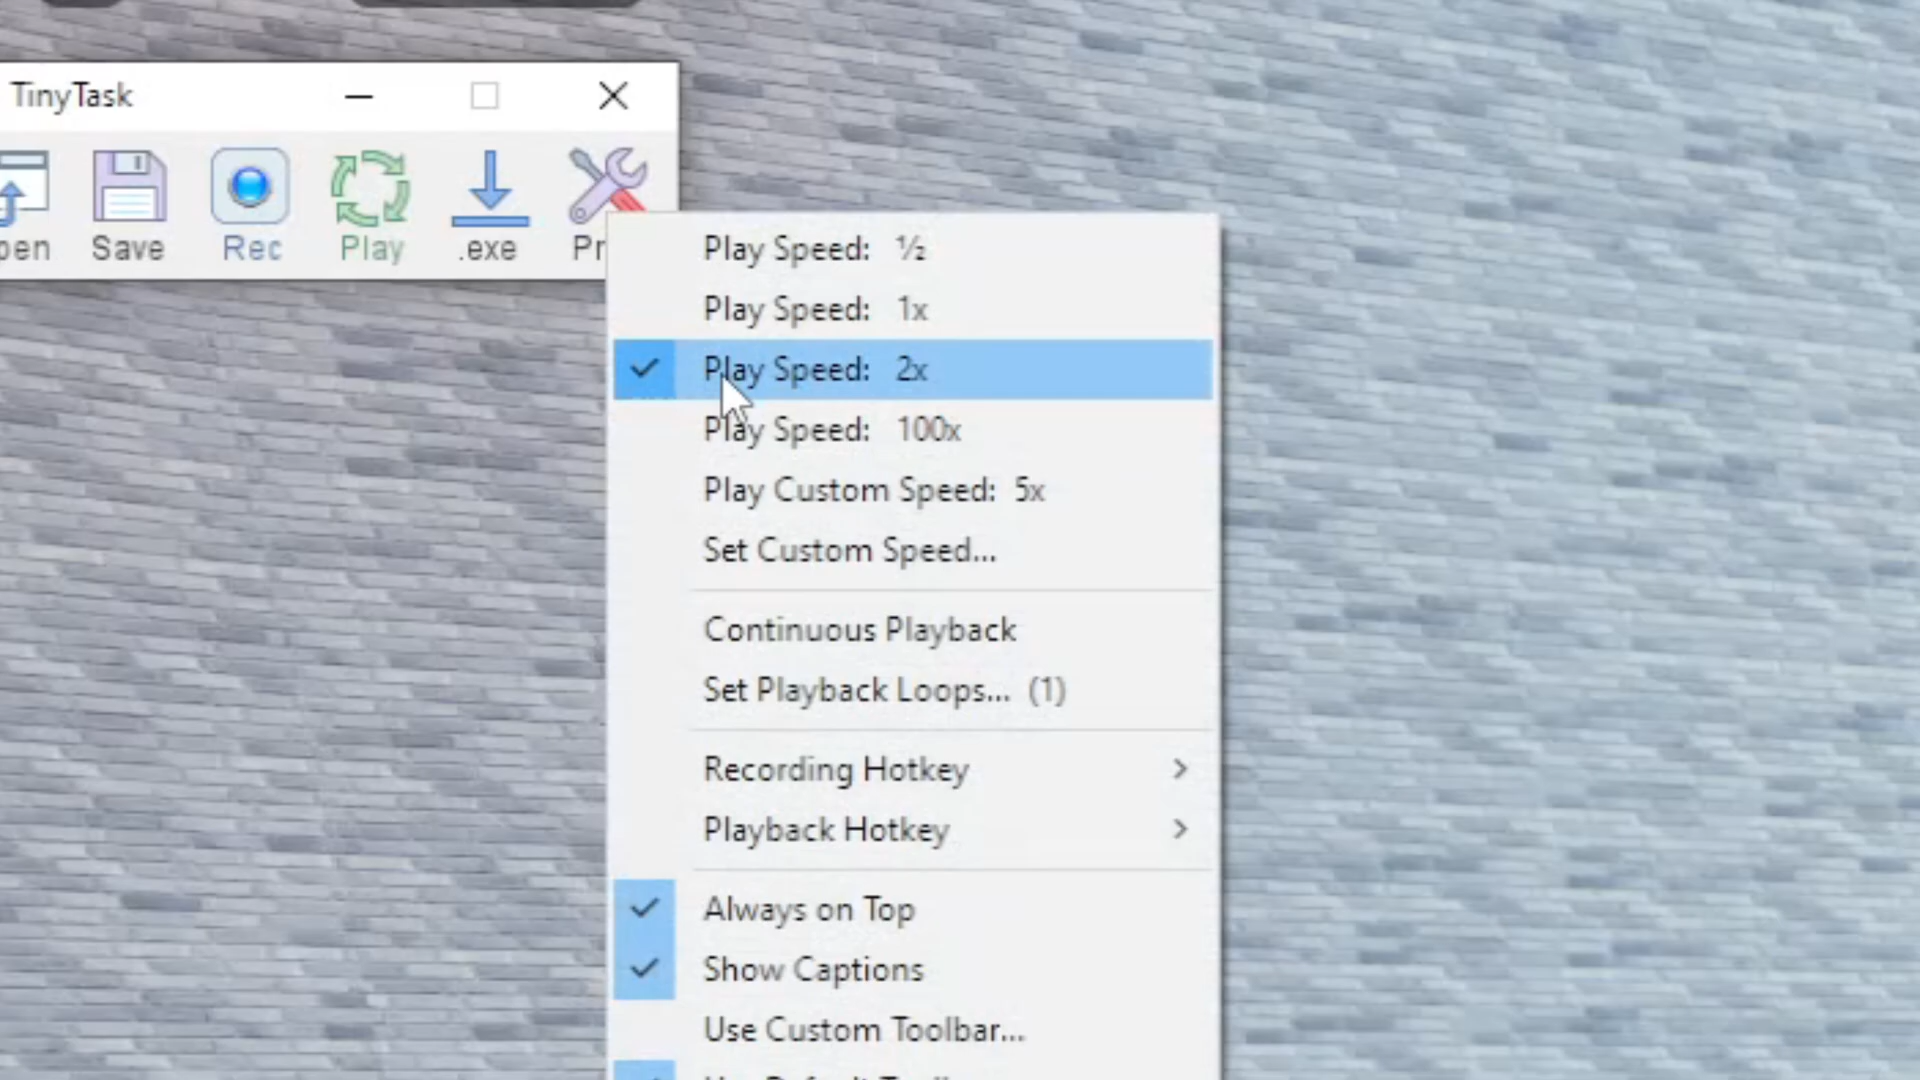 TinyTask
Save Rec Play .exe
Play Speed: ½
Play Speed: 1x
Play Speed: 2x
Play Speed: 100x
Play Custom Speed: 5x
Set Custom Speed...
Continuous Playback
Set Playback Loops... (1)
Recording Hotkey
Playback Hotkey
Always on Top
Show Captions
Use Custom Toolbar...